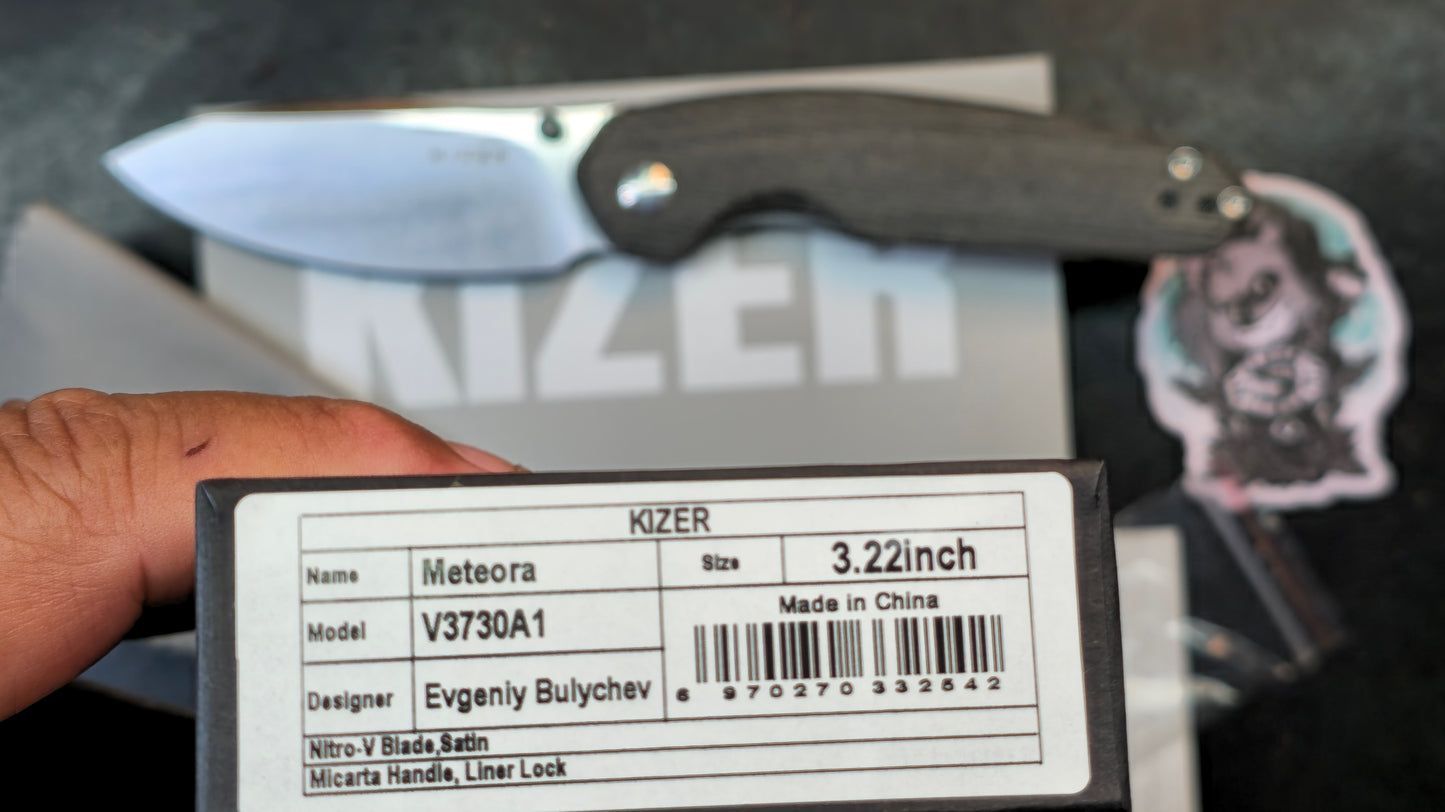 KIZER
KIZER
Name Meteora Size 3.22inch
Model V3730A1 Made in China
Designer Evgeniy Bulychev 6 970270 332642
Nitro-V Blade,Satin
Micarta Handle, Liner Lock